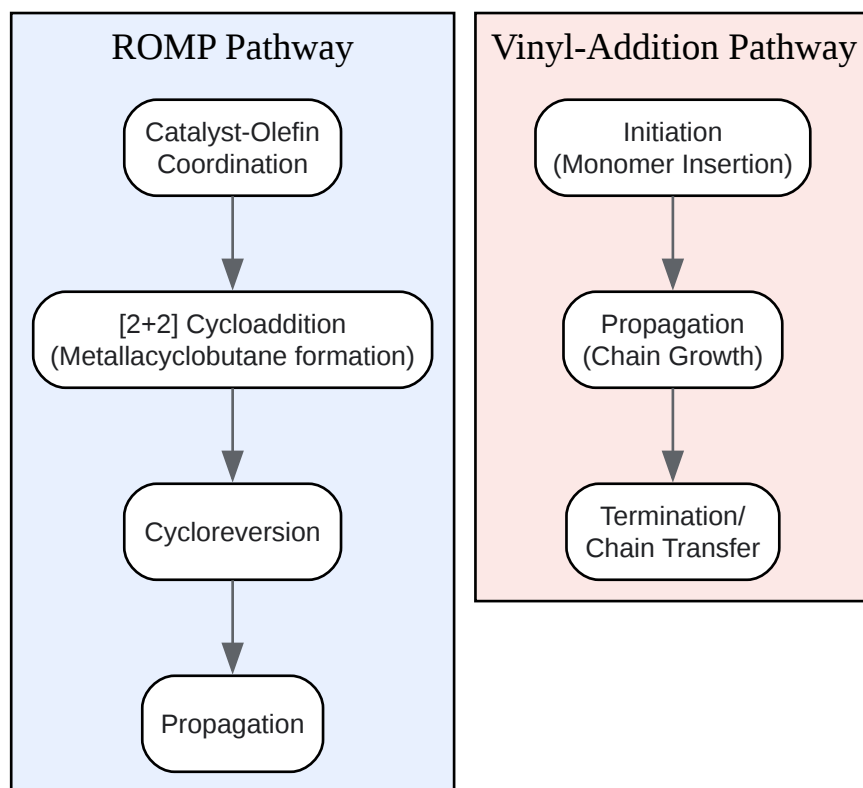 ROMP Pathway
Catalyst-Olefin
Coordination
[2+2] Cycloaddition
(Metallacyclobutane formation)
Cycloreversion
Propagation
Vinyl-Addition Pathway
Initiation
(Monomer Insertion)
Propagation
(Chain Growth)
Termination/
Chain Transfer